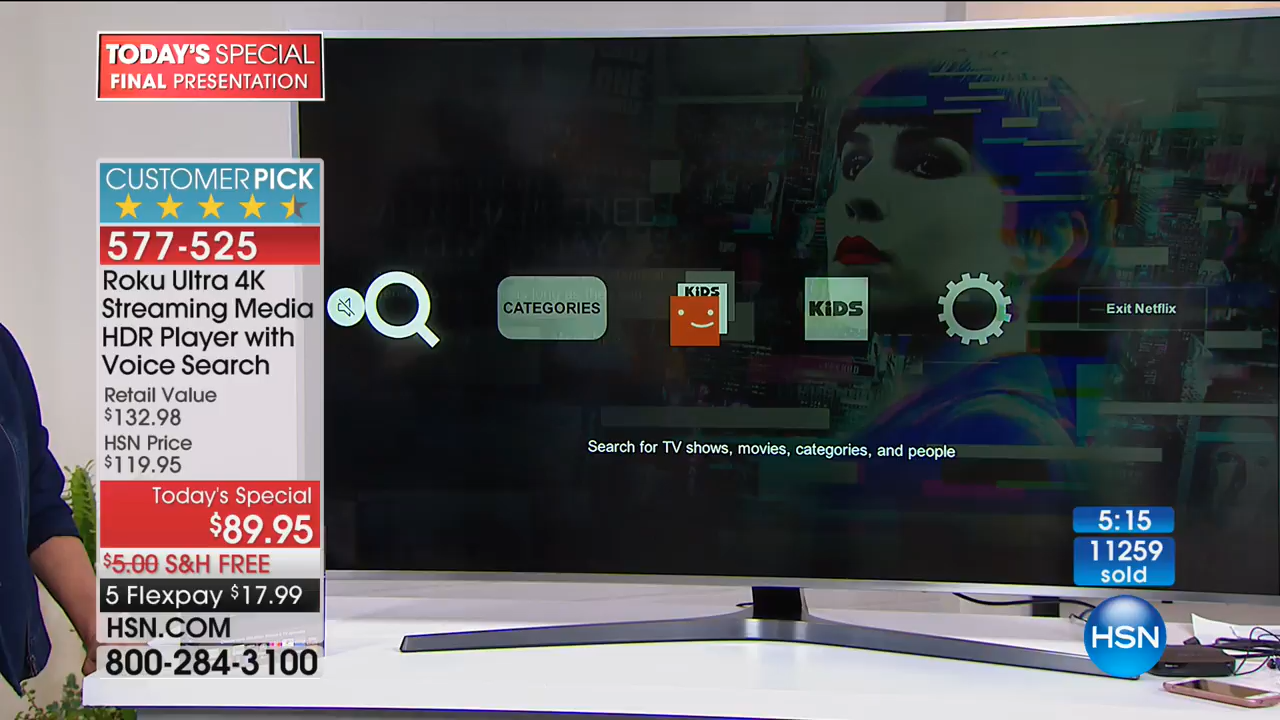 TODAY'S SPECIAL
FINAL PRESENTATION
CUSTOMER PICK
577-525
Roku Ultra 4K
Streaming Media
HDR Player with
Voice Search
Retail Value
$132.98
HSN Price
$119.95
Today's Special
$89.95
$5.00 S&H FREE
5 Flexpay $17.99
HSN.COM
800-284-3100
CATEGORIES
KiDS
KiDS
Exit Netflix
Search for TV shows, movies, categories, and people
5:15
11259
sold
HSN